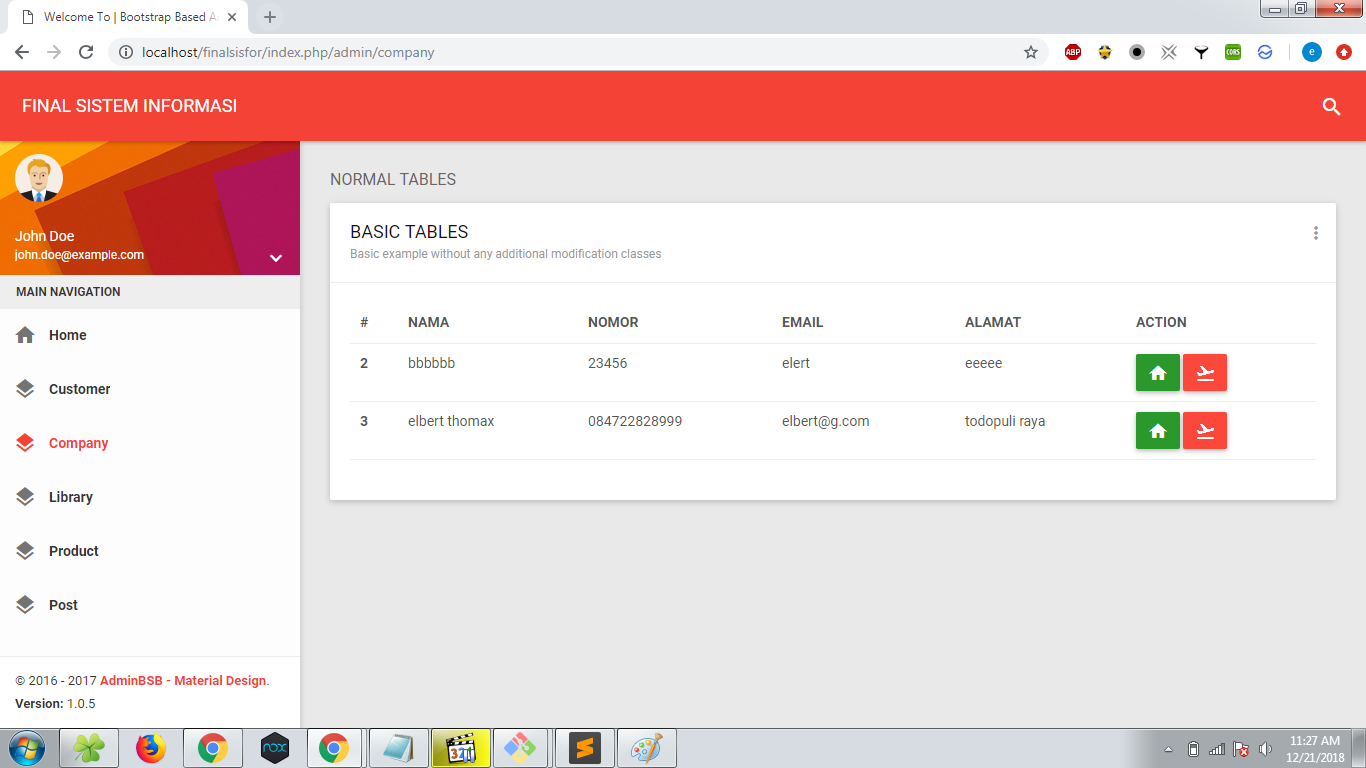 Welcome To | Bootstrap Based A
localhost/finalsisfor/index.php/admin/company
ABP
CORS
e
FINAL SISTEM INFORMASI
John Doe
john.doe@example.com
MAIN NAVIGATION
Home
Customer
Company
Library
Product
Post
© 2016 - 2017 AdminBSB - Material Design.
Version: 1.0.5
NORMAL TABLES
BASIC TABLES
Basic example without any additional modification classes
# NAMA NOMOR EMAIL ALAMAT ACTION
2 bbbbbb 23456 elert eeeee
3 elbert thomax 084722828999 elbert@g.com todopuli raya
nox
321
11:27 AM
12/21/2018